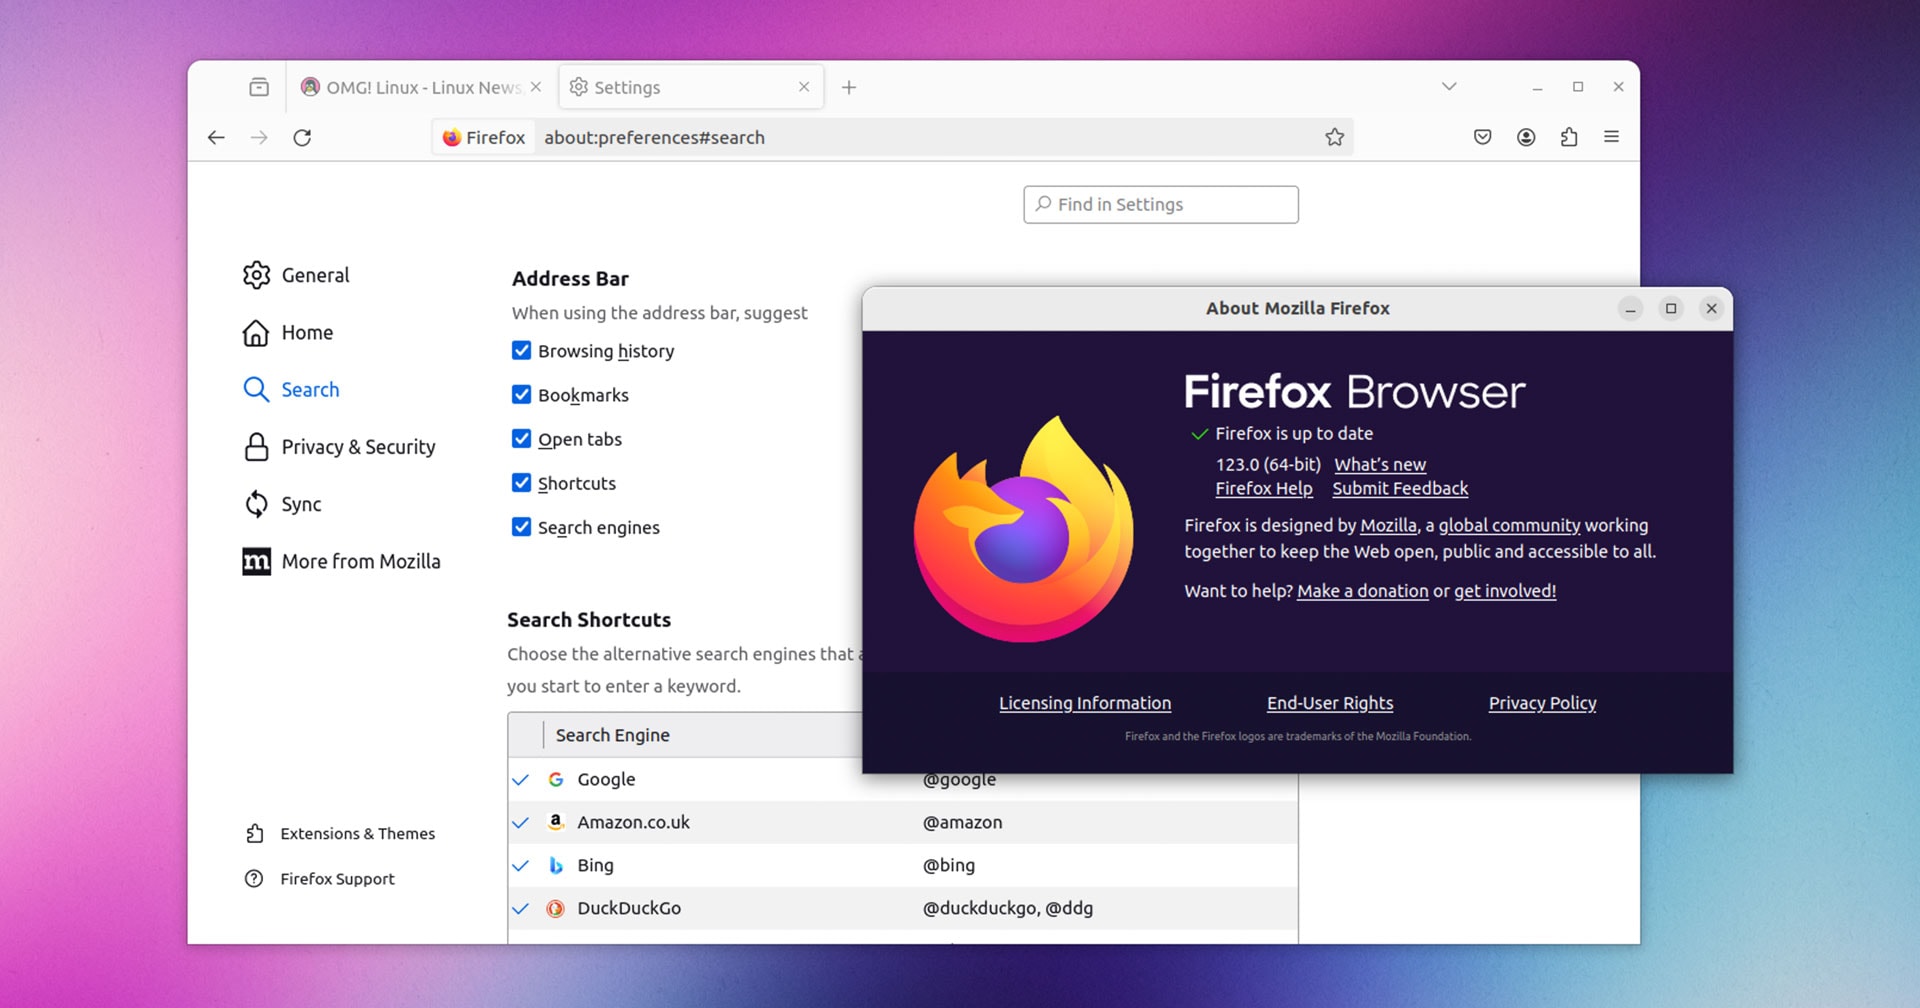 OMG! Linux - Linux News,
Settings
Firefox
about:preferences#search
Find in Settings
General
Home
Search
Privacy & Security
Sync
More from Mozilla
Extensions & Themes
Firefox Support
Address Bar
When using the address bar, suggest
Browsing history
Bookmarks
Open tabs
Shortcuts
Search engines
Search Shortcuts
Choose the alternative search engines that
you start to enter a keyword.
Search Engine
Google @google
Amazon.co.uk @amazon
Bing @bing
DuckDuckGo @duckduckgo, @ddg
About Mozilla Firefox
Firefox Browser
Firefox is up to date
123.0 (64-bit) What's new
Firefox Help Submit Feedback
Firefox is designed by Mozilla, a global community working
together to keep the Web open, public and accessible to all.
Want to help? Make a donation or get involved!
Licensing Information End-User Rights Privacy Policy
Firefox and the Firefox logos are trademarks of the Mozilla Foundation.